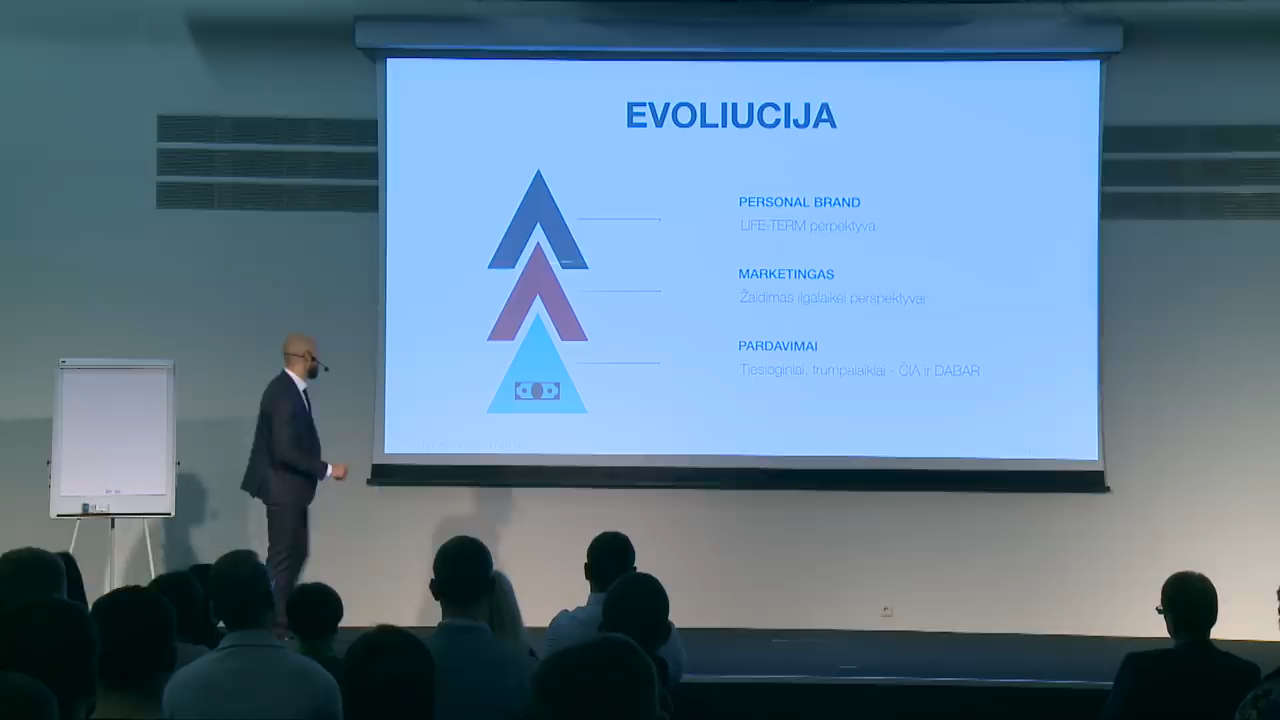 EVOLIUCIJA
PERSONAL BRAND
LIFE-TERM perpektyva
MARKETINGAS
Žaidimas ilgalaikei perspektyvai
PARDAVIMAI
Tiesioginiai, trumpalaikiai - ČIA ir DABAR